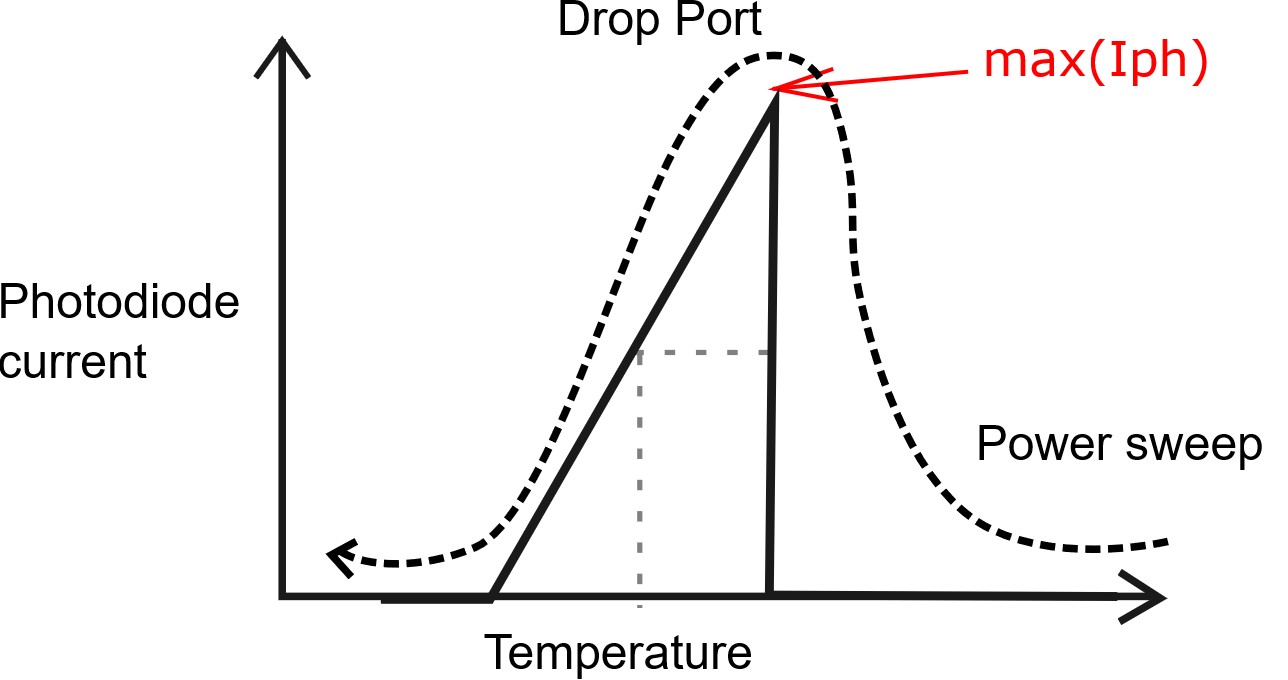 Drop Port
max(Iph)
Photodiode
current
Power sweep
Temperature